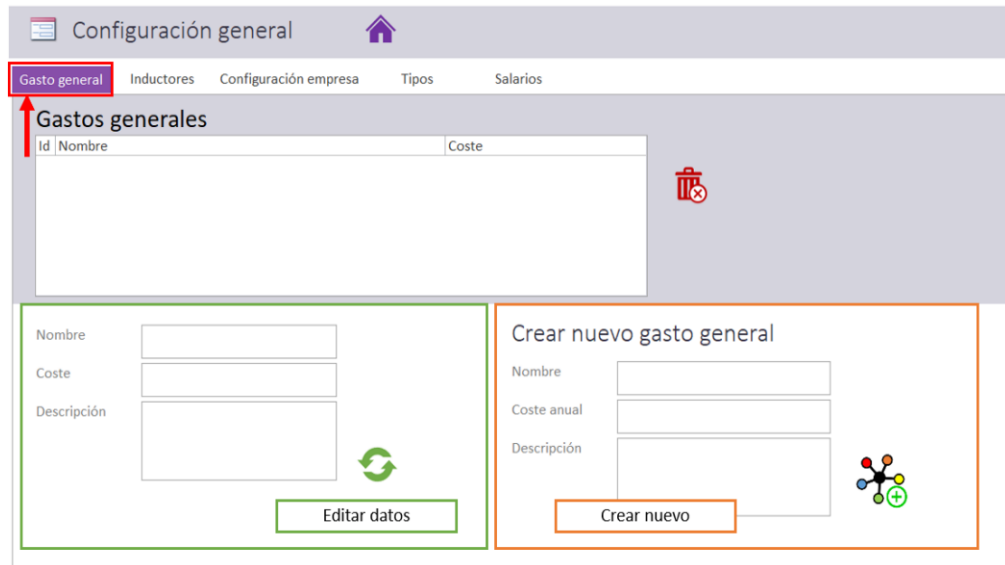 Configuración general
Gasto general Inductores Configuración empresa Tipos Salarios
Gastos generales
Id Nombre Coste
Nombre
Coste
Descripción
Editar datos
Crear nuevo gasto general
Nombre
Coste anual
Descripción
Crear nuevo